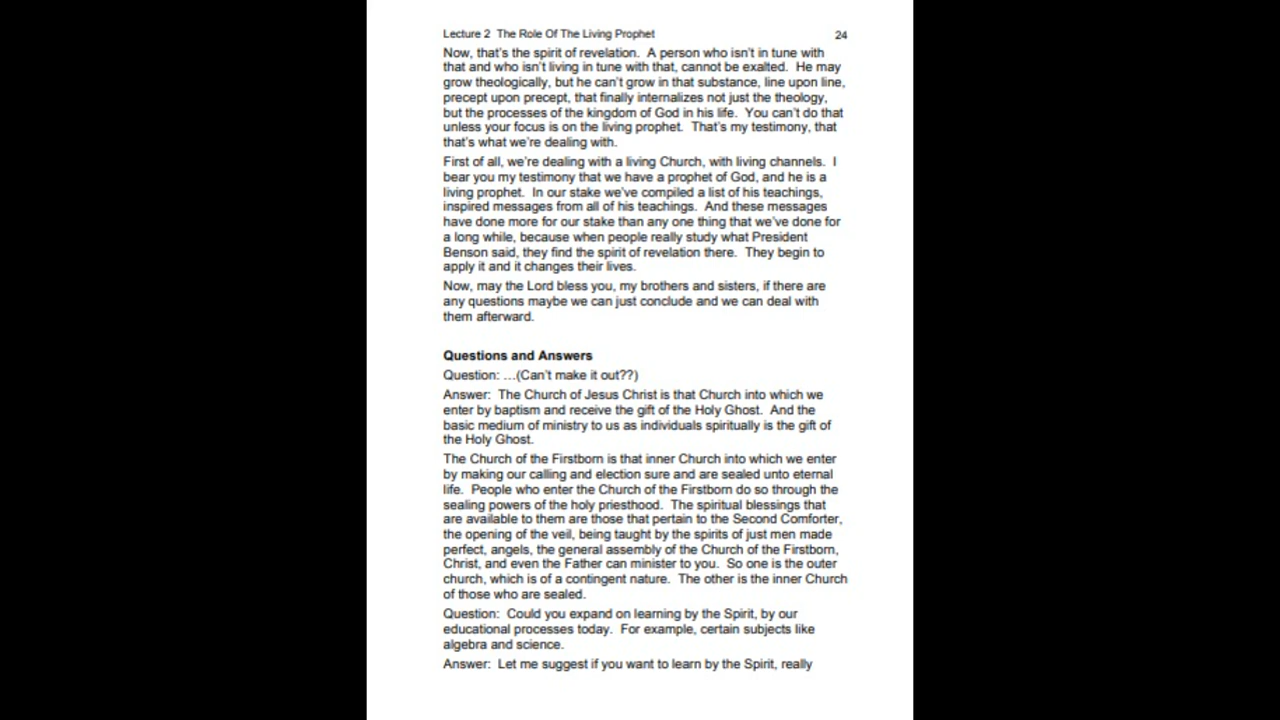 Lecture 2  The Role Of The Living Prophet 24
Now, that's the spirit of revelation.  A person who isn't in tune with
that and who isn't living in tune with that, cannot be exalted.  He may
grow theologically, but he can't grow in that substance, line upon line,
precept upon precept, that finally internalizes not just the theology,
but the processes of the kingdom of God in his life.  You can't do that
unless your focus is on the living prophet.  That's my testimony, that
that's what we're dealing with.
First of all, we're dealing with a living Church, with living channels.  I
bear you my testimony that we have a prophet of God, and he is a
living prophet.  In our stake we've compiled a list of his teachings,
inspired messages from all of his teachings.  And these messages
have done more for our stake than any one thing that we've done for
a long while, because when people really study what President
Benson said, they find the spirit of revelation there.  They begin to
apply it and it changes their lives.
Now, may the Lord bless you, my brothers and sisters, if there are
any questions maybe we can just conclude and we can deal with
them afterward.
Questions and Answers
Question: …(Can't make it out??)
Answer:  The Church of Jesus Christ is that Church into which we
enter by baptism and receive the gift of the Holy Ghost.  And the
basic medium of ministry to us as individuals spiritually is the gift of
the Holy Ghost.
The Church of the Firstborn is that inner Church into which we enter
by making our calling and election sure and are sealed unto eternal
life.  People who enter the Church of the Firstborn do so through the
sealing powers of the holy priesthood.  The spiritual blessings that
are available to them are those that pertain to the Second Comforter,
the opening of the veil, being taught by the spirits of just men made
perfect, angels, the general assembly of the Church of the Firstborn,
Christ, and even the Father can minister to you.  So one is the outer
church, which is of a contingent nature.  The other is the inner Church
of those who are sealed.
Question:  Could you expand on learning by the Spirit, by our
educational processes today.  For example, certain subjects like
algebra and science.
Answer:  Let me suggest if you want to learn by the Spirit, really